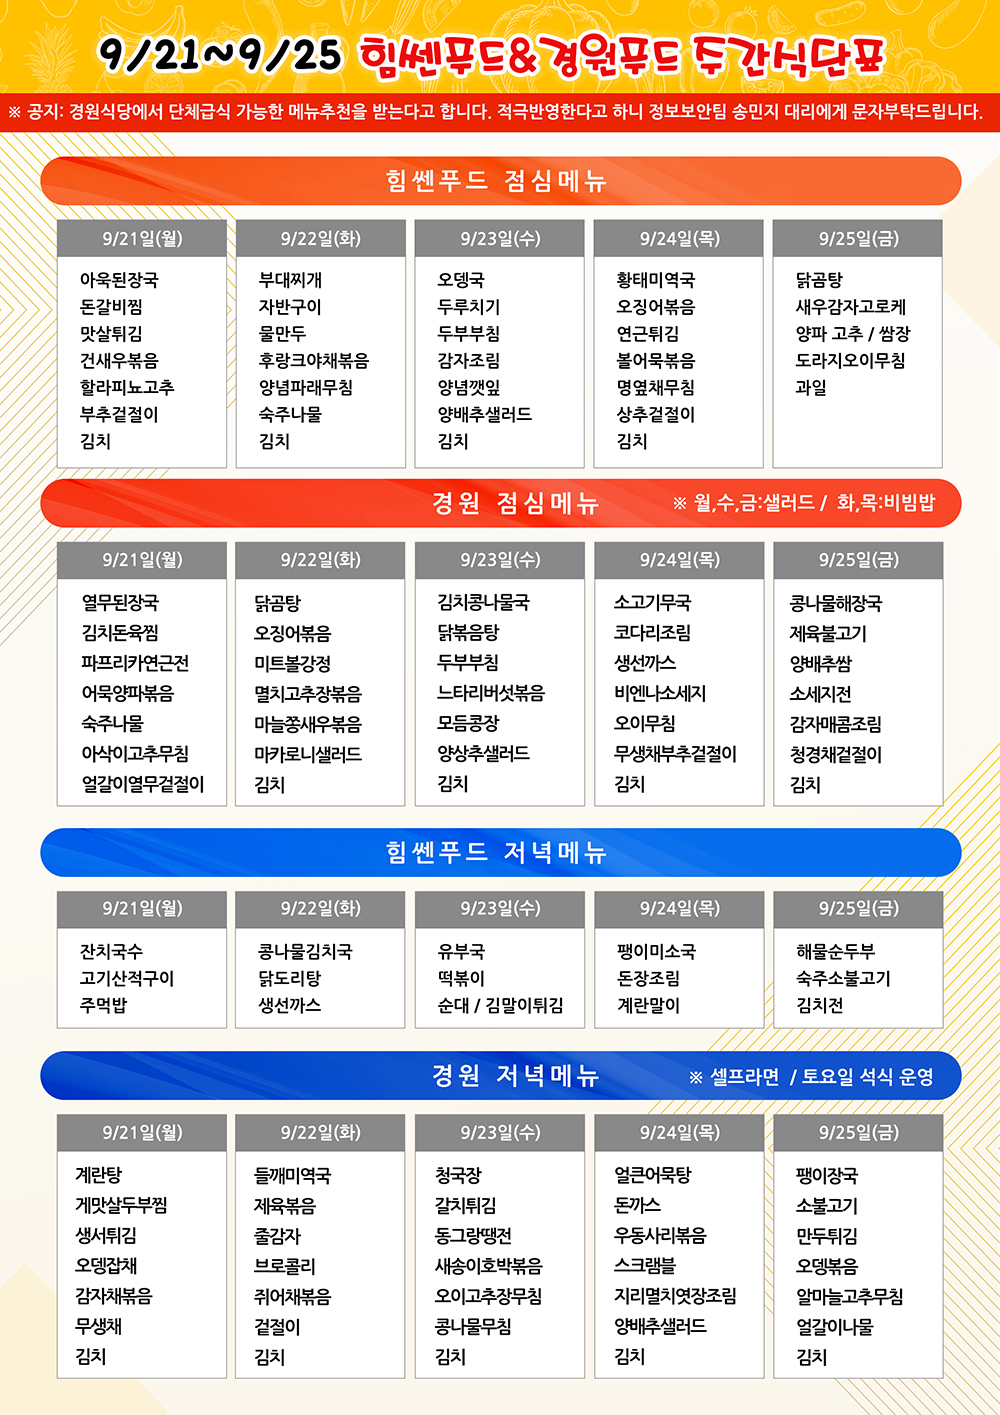 9/21~9/25 힘쎈푸드&경원푸드 주간식단표
※ 공지: 경원식당에서 단체급식 가능한 메뉴추천을 받는다고 합니다. 적극반영한다고 하니 정보보안팀 송민지 대리에게 문자부탁드립니다.
힘쎈푸드 점심메뉴
9/21일(월)
아욱된장국
돈갈비찜
맛살튀김
건새우볶음
할라피뇨고추
부추겉절이
김치
9/22일(화)
부대찌개
자반구이
물만두
후랑크야채볶음
양념파래무침
숙주나물
김치
9/23일(수)
오뎅국
두루치기
두부부침
감자조림
양념깻잎
양배추샐러드
김치
9/24일(목)
황태미역국
오징어볶음
연근튀김
볼어묵볶음
명엽채무침
상추겉절이
김치
9/25일(금)
닭곰탕
새우감자고로케
양파 고추 / 쌈장
도라지오이무침
과일
경원 점심메뉴
※ 월,수,금:샐러드 / 화,목:비빔밥
9/21일(월)
열무된장국
김치돈육찜
파프리카연근전
어묵양파볶음
숙주나물
아삭이고추무침
얼갈이열무겉절이
9/22일(화)
닭곰탕
오징어볶음
미트볼강정
멸치고추장볶음
마늘쫑새우볶음
마카로니샐러드
김치
9/23일(수)
김치콩나물국
닭볶음탕
두부부침
느타리버섯볶음
모듬콩장
양상추샐러드
김치
9/24일(목)
소고기무국
코다리조림
생선까스
비엔나소세지
오이무침
무생채부추겉절이
김치
9/25일(금)
콩나물해장국
제육불고기
양배추쌈
소세지전
감자매콤조림
청경채겉절이
김치
힘쎈푸드 저녁메뉴
9/21일(월)
잔치국수
고기산적구이
주먹밥
9/22일(화)
콩나물김치국
닭도리탕
생선까스
9/23일(수)
유부국
떡볶이
순대 / 김말이튀김
9/24일(목)
팽이미소국
돈장조림
계란말이
9/25일(금)
해물순두부
숙주소불고기
김치전
경원 저녁메뉴
※ 셀프라면 / 토요일 석식 운영
9/21일(월)
계란탕
게맛살두부찜
생서튀김
오뎅잡채
감자채볶음
무생채
김치
9/22일(화)
들깨미역국
제육볶음
줄감자
브로콜리
쥐어채볶음
겉절이
김치
9/23일(수)
청국장
갈치튀김
동그랑땡전
새송이호박볶음
오이고추장무침
콩나물무침
김치
9/24일(목)
얼큰어묵탕
돈까스
우동사리볶음
스크램블
지리멸치엿장조림
양배추샐러드
김치
9/25일(금)
팽이장국
소불고기
만두튀김
오뎅볶음
알마늘고추무침
얼갈이나물
김치